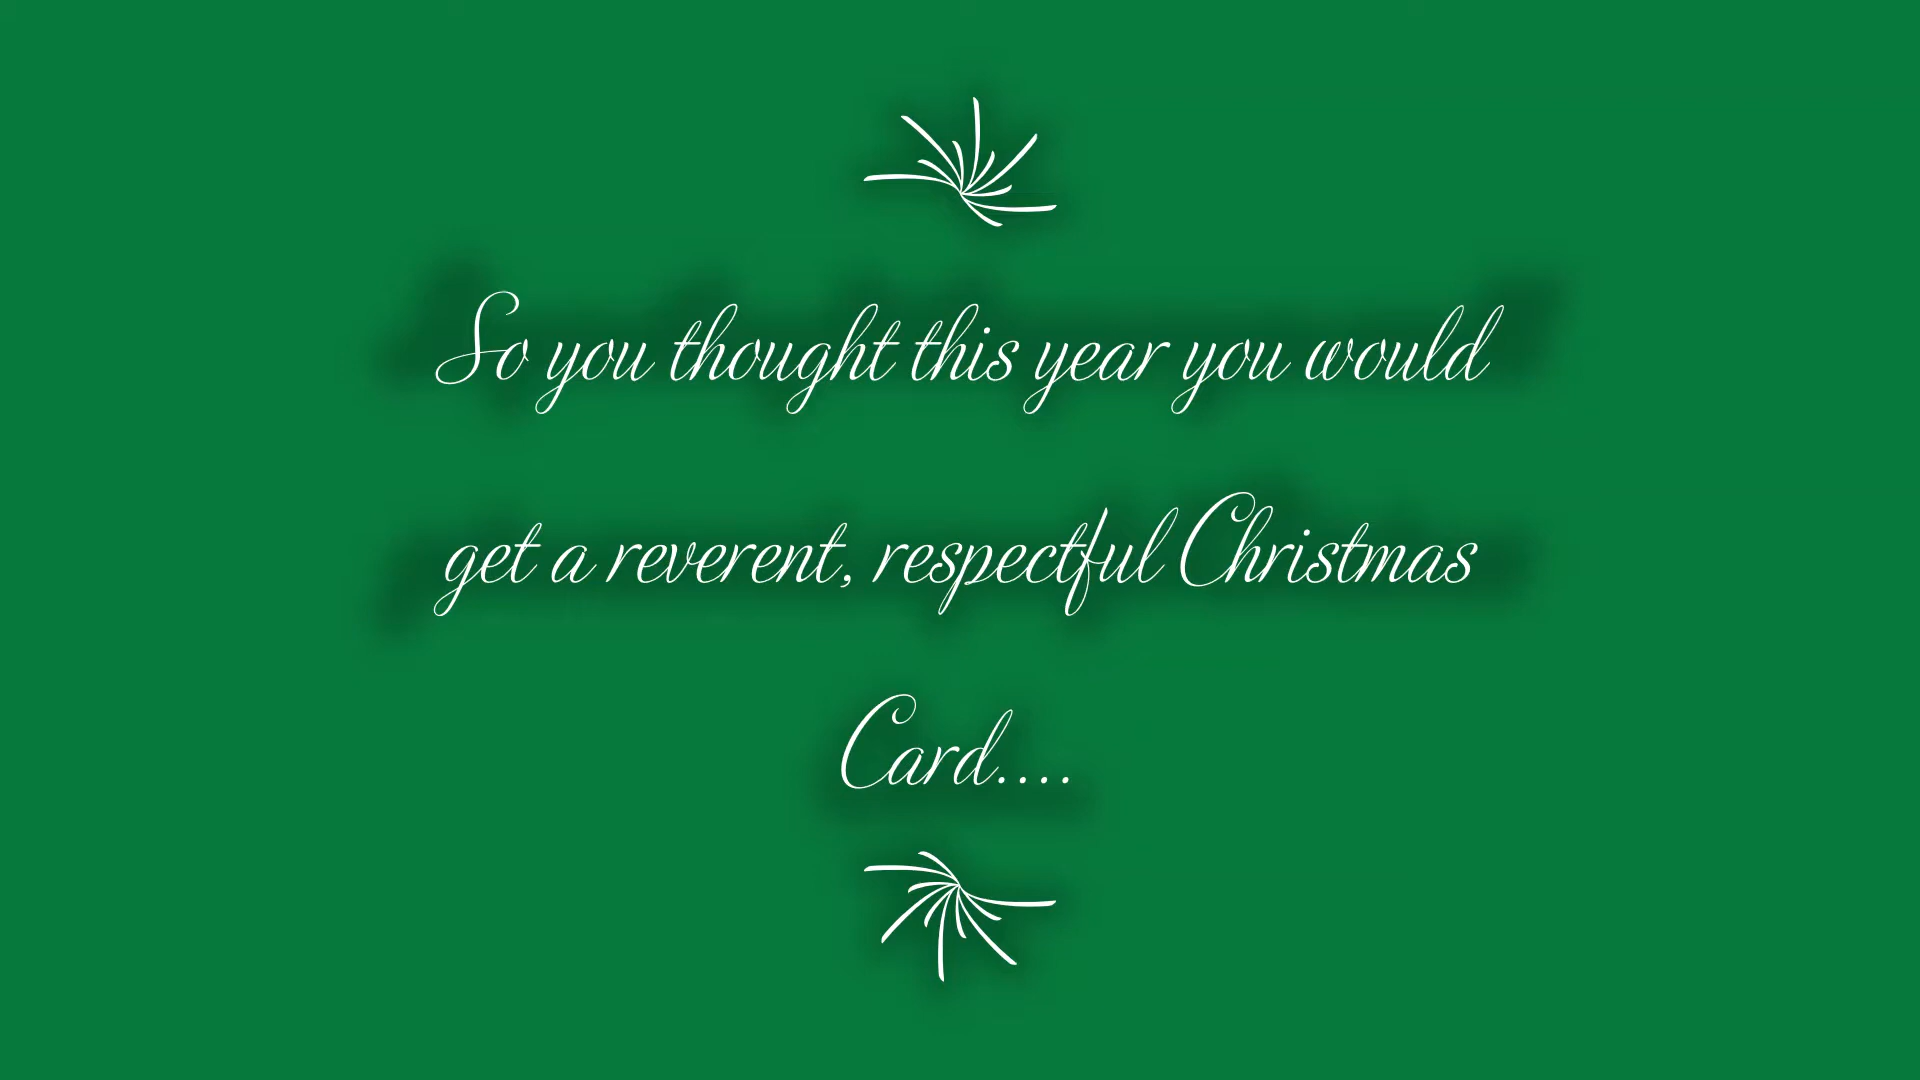 So you thought this year you would
get a reverent, respectful Christmas
Card....